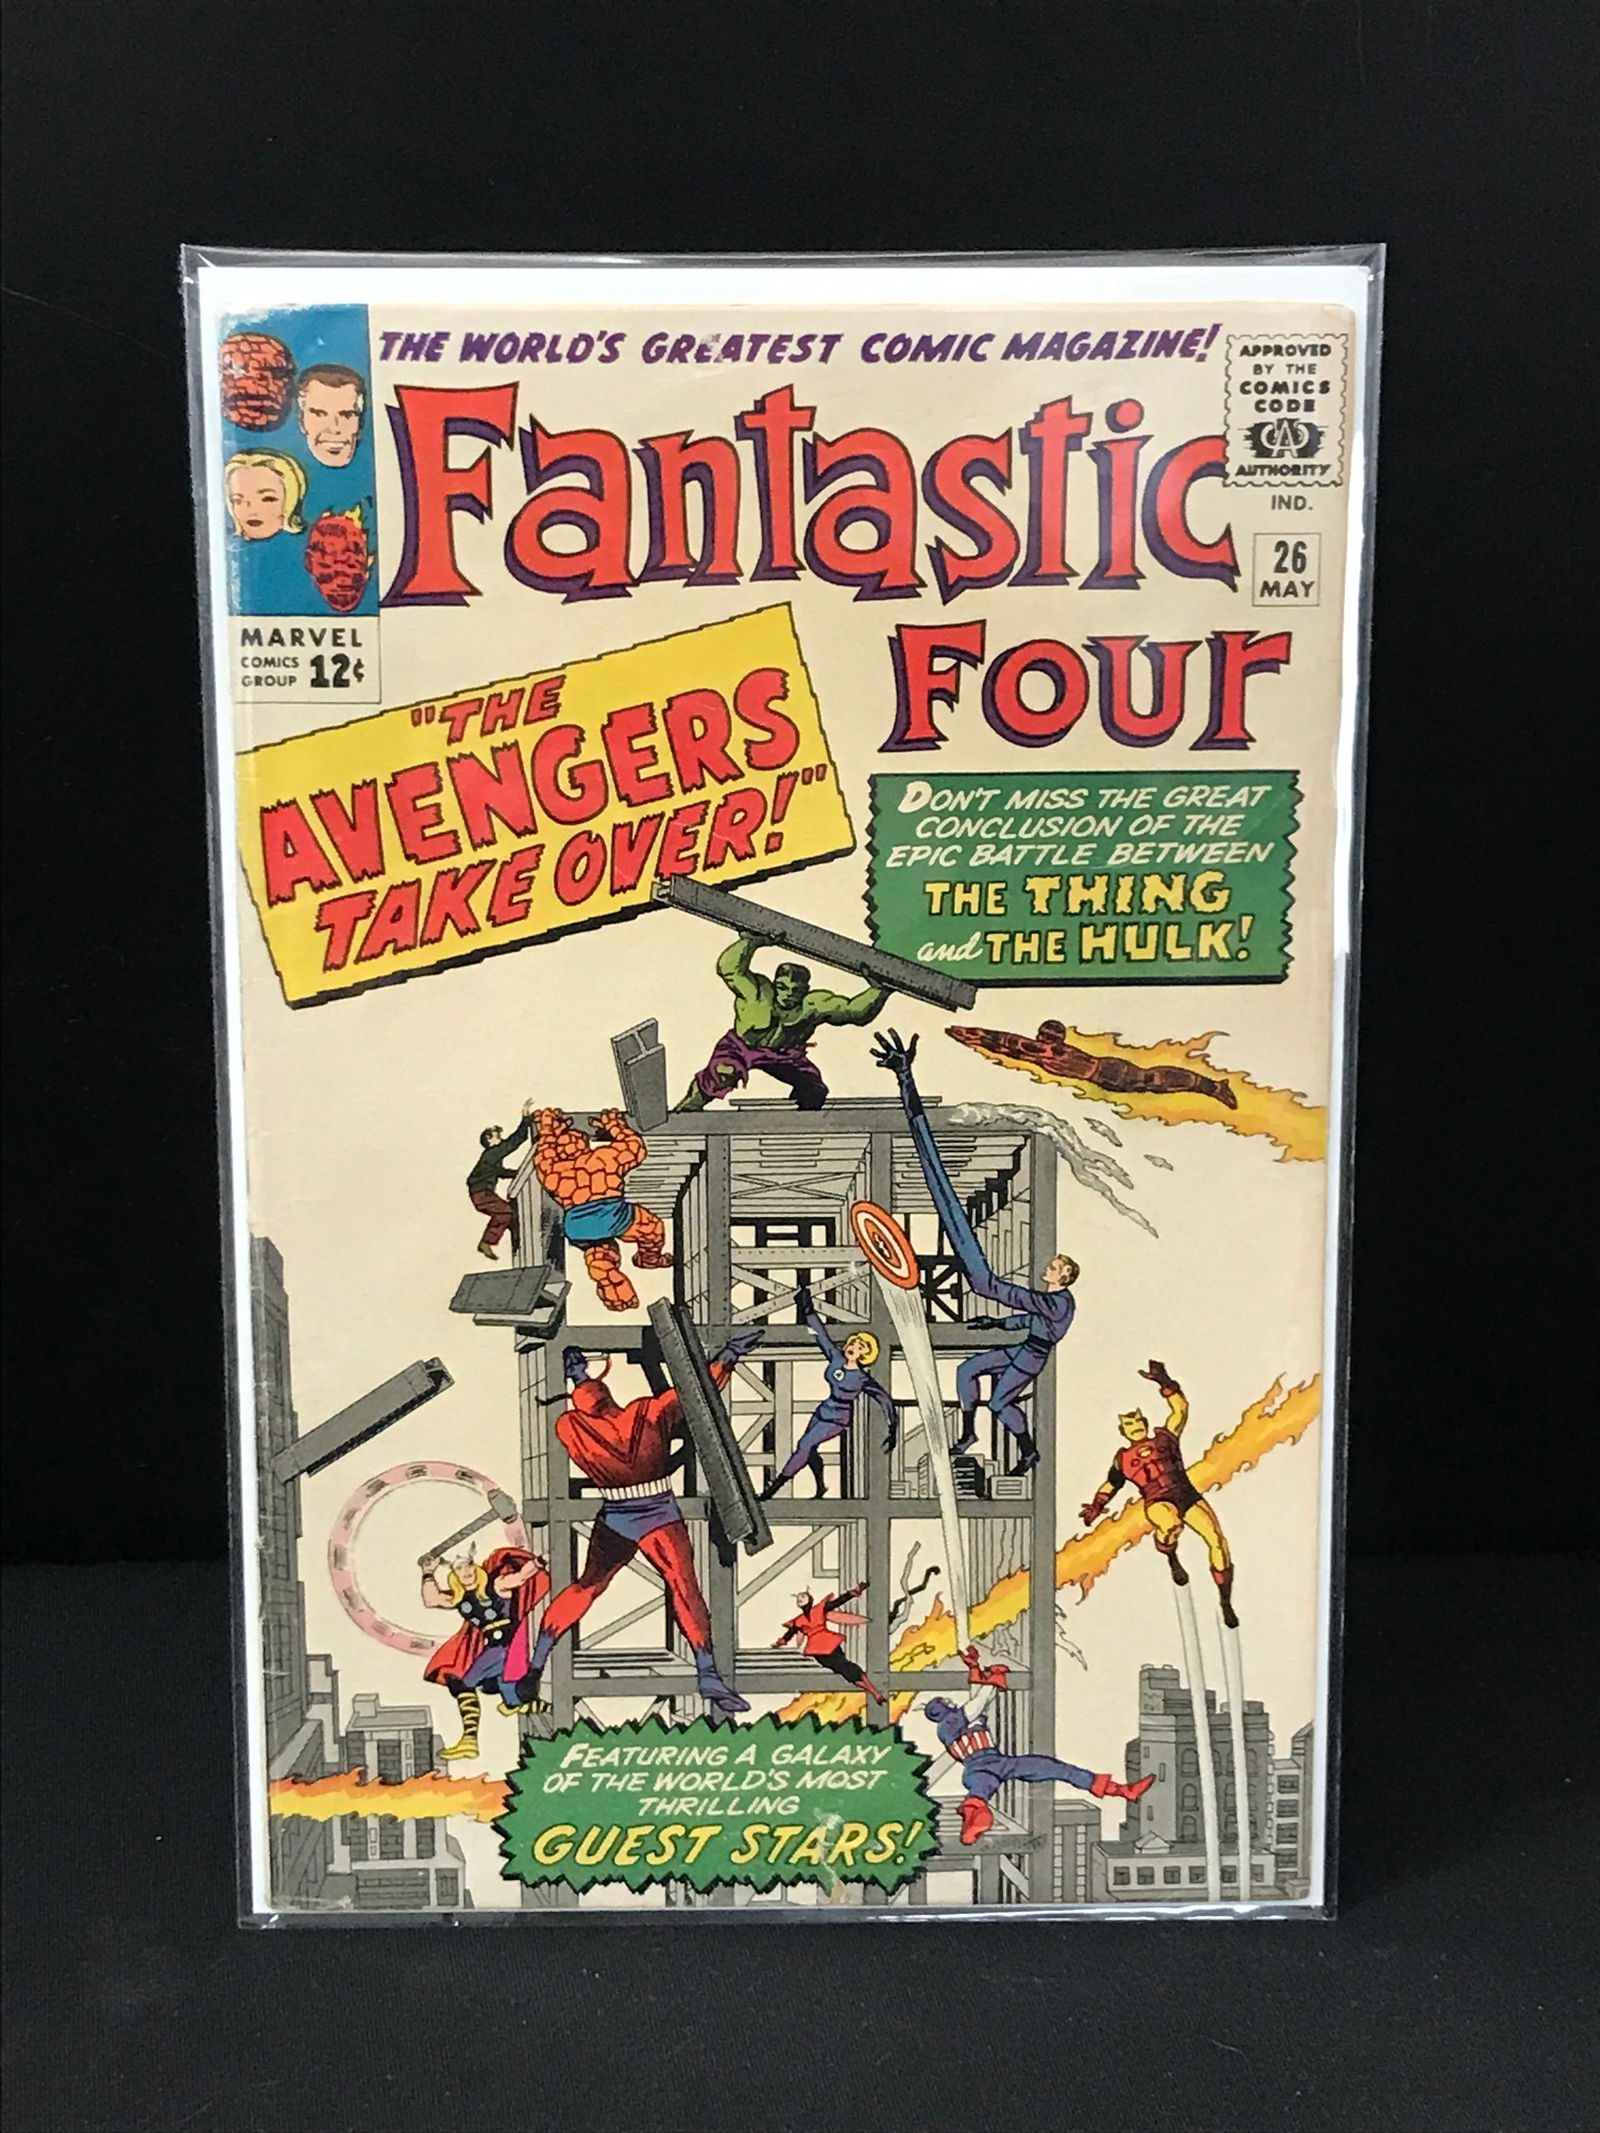 THE WORLD'S GREATEST COMIC MAGAZINE!
APPROVED
BY THE
COMICS
CODE
CA
AUTHORITY
Fantastic
Four
IND.
26
MAY
MARVEL
COMICS
GROUP 12¢
"THE
AVENGERS
TAKE OVER!"
DON'T MISS THE GREAT
CONCLUSION OF THE
EPIC BATTLE BETWEEN
THE THING
and THE HULK!
FEATURING A GALAXY
OF THE WORLD'S MOST
THRILLING
GUEST STARS!